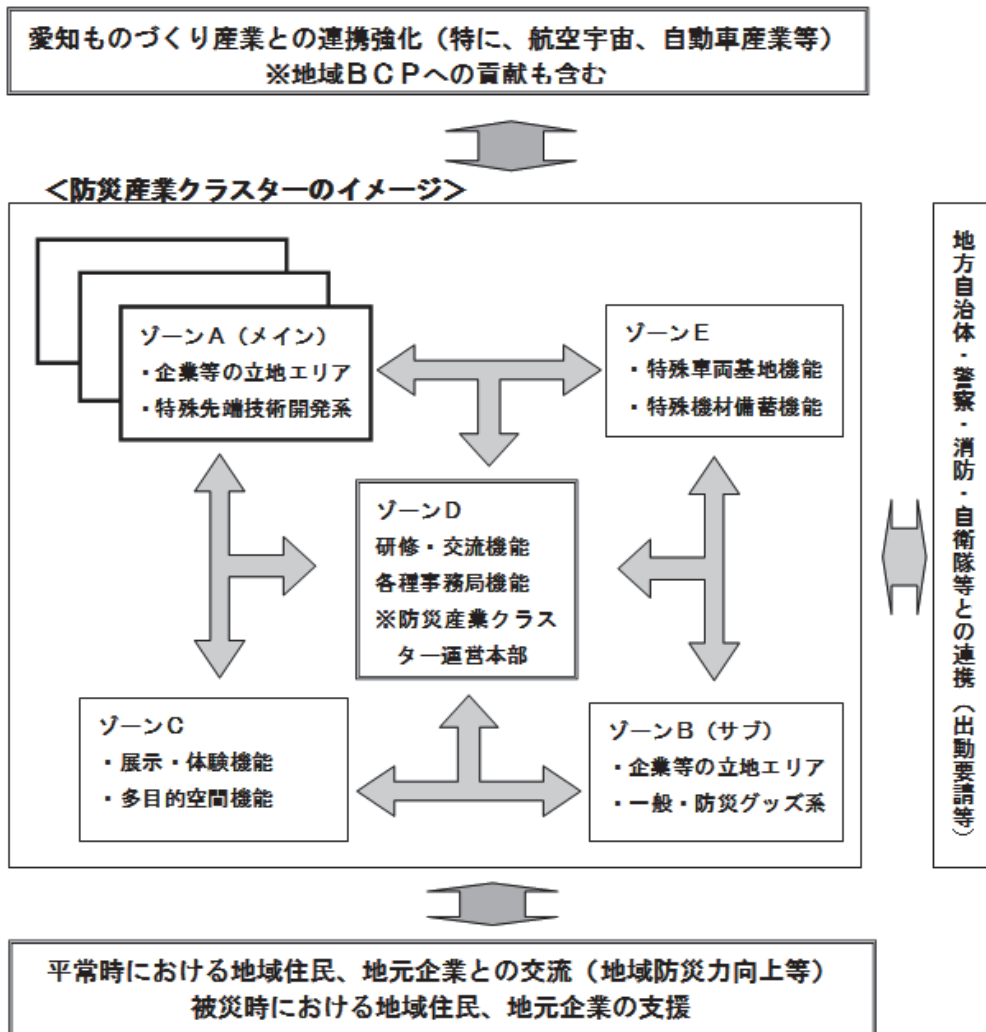 愛知ものづくり産業との連携強化（特に、航空宇宙、自動車産業等）
※地域ＢＣＰへの貢献も含む
＜防災産業クラスターのイメージ＞
ゾーンＡ（メイン）
・企業等の立地エリア
・特殊先端技術開発系
ゾーンＥ
・特殊車両基地機能
・特殊機材備蓄機能
ゾーンＤ
研修・交流機能
各種事務局機能
※防災産業クラス
ター運営本部
ゾーンＣ
・展示・体験機能
・多目的空間機能
ゾーンＢ（サブ）
・企業等の立地エリア
・一般・防災グッズ系
地方自治体・警察・消防・自衛隊等との連携（出動要請等）
平常時における地域住民、地元企業との交流（地域防災力向上等）
被災時における地域住民、地元企業の支援